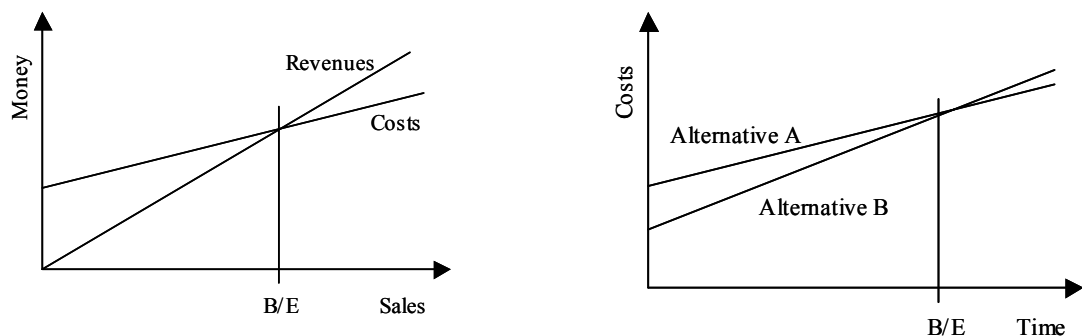 Money
Revenues
Costs
B/E
Sales
Costs
Alternative A
Alternative B
B/E
Time